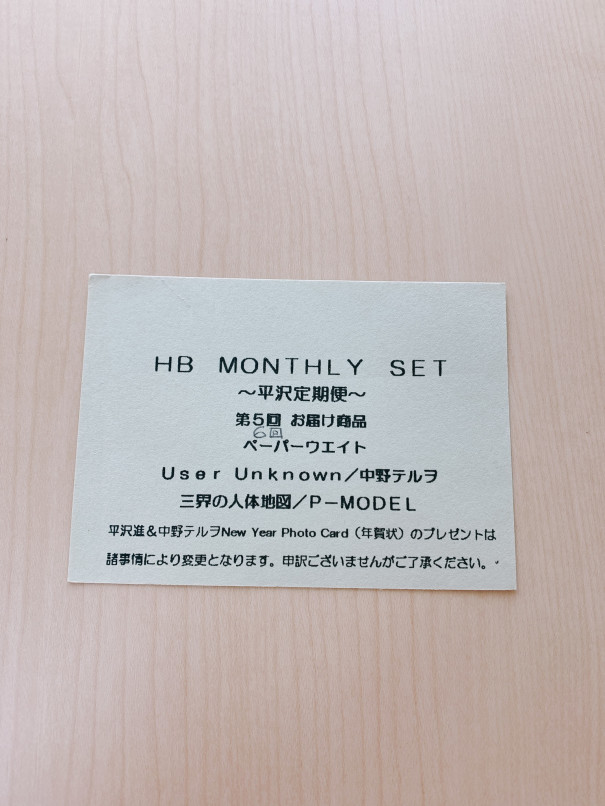 HB MONTHLY SET
～平沢定期便～
第5回 お届け商品
6回
ペーパーウエイト
User Unknown／中野テルヲ
三界の人体地図／P－MODEL
平沢進＆中野テルヲNew Year Photo Card（年賀状）のプレゼントは
諸事情により変更となります。申訳ございませんがご了承ください。